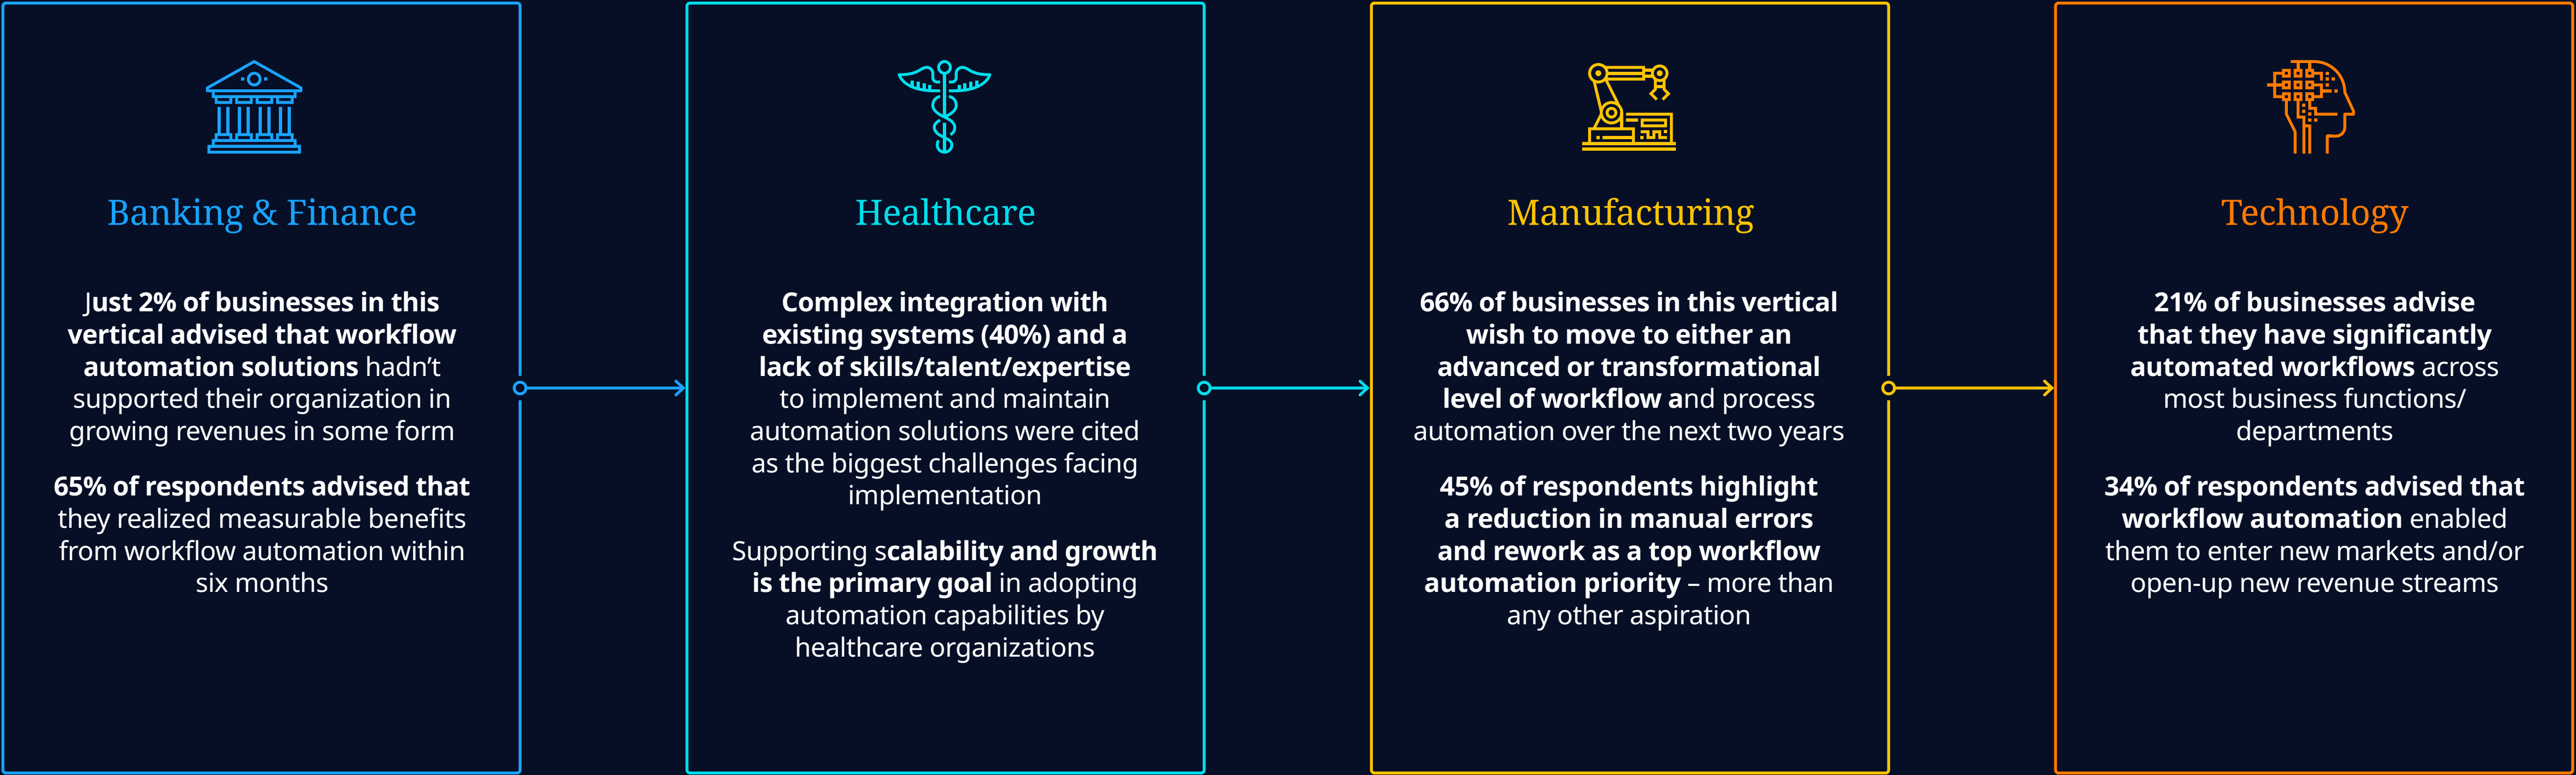 Banking & Finance
Just 2% of businesses in this
vertical advised that workflow
automation solutions hadn’t
supported their organization in
growing revenues in some form
65% of respondents advised that
they realized measurable benefits
from workflow automation within
six months
Healthcare
Complex integration with
existing systems (40%) and a
lack of skills/talent/expertise
to implement and maintain
automation solutions were cited
as the biggest challenges facing
implementation
Supporting scalability and growth
is the primary goal in adopting
automation capabilities by
healthcare organizations
Manufacturing
66% of businesses in this vertical
wish to move to either an
advanced or transformational
level of workflow and process
automation over the next two years
45% of respondents highlight
a reduction in manual errors
and rework as a top workflow
automation priority – more than
any other aspiration
Technology
21% of businesses advise
that they have significantly
automated workflows across
most business functions/
departments
34% of respondents advised that
workflow automation enabled
them to enter new markets and/or
open-up new revenue streams